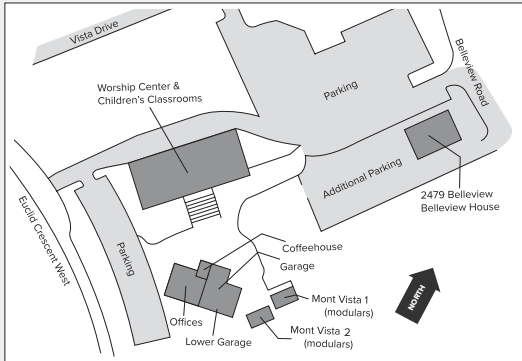 Vista Drive
Belleview Road
Parking
Worship Center &
Children's Classrooms
Additional Parking
2479 Belleview
Belleview House
Euclid Crescent West
Parking
Coffeehouse
Garage
Mont Vista 1
(modulars)
NORTH
Offices
Mont Vista 2
(modulars)
Lower Garage